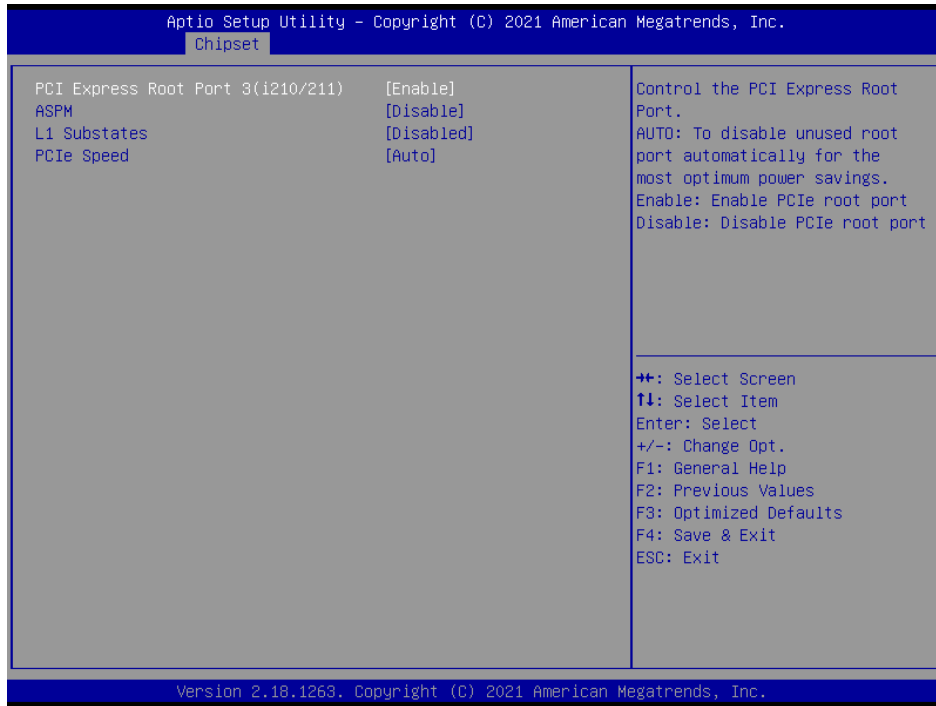 Aptio Setup Utility – Copyright (C) 2021 American Megatrends, Inc.
Chipset
PCI Express Root Port 3(i210/211) [Enable]
ASPM [Disable]
L1 Substates [Disabled]
PCIe Speed [Auto]
Control the PCI Express Root
Port.
AUTO: To disable unused root
port automatically for the
most optimum power savings.
Enable: Enable PCIe root port
Disable: Disable PCIe root port
→←: Select Screen
↑↓: Select Item
Enter: Select
+/-: Change Opt.
F1: General Help
F2: Previous Values
F3: Optimized Defaults
F4: Save & Exit
ESC: Exit
Version 2.18.1263. Copyright (C) 2021 American Megatrends, Inc.